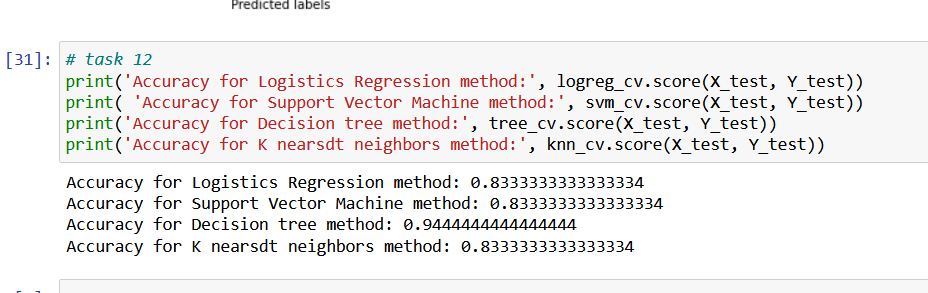 Predicted labels
[31]: # task 12
print('Accuracy for Logistics Regression method:', logreg_cv.score(X_test, Y_test))
print( 'Accuracy for Support Vector Machine method:', svm_cv.score(X_test, Y_test))
print('Accuracy for Decision tree method:', tree_cv.score(X_test, Y_test))
print('Accuracy for K nearsdt neighbors method:', knn_cv.score(X_test, Y_test))
Accuracy for Logistics Regression method: 0.8333333333333334
Accuracy for Support Vector Machine method: 0.8333333333333334
Accuracy for Decision tree method: 0.9444444444444444
Accuracy for K nearsdt neighbors method: 0.8333333333333334